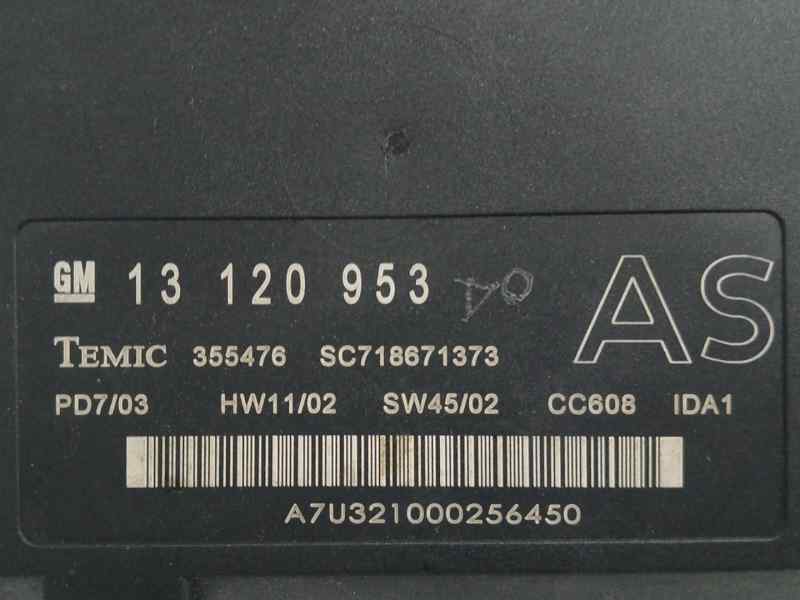 GM 13 120 953 AS
TEMIC 355476 SC718671373
PD7/03 HW11/02 SW45/02 CC608 IDA1
A7U321000256450